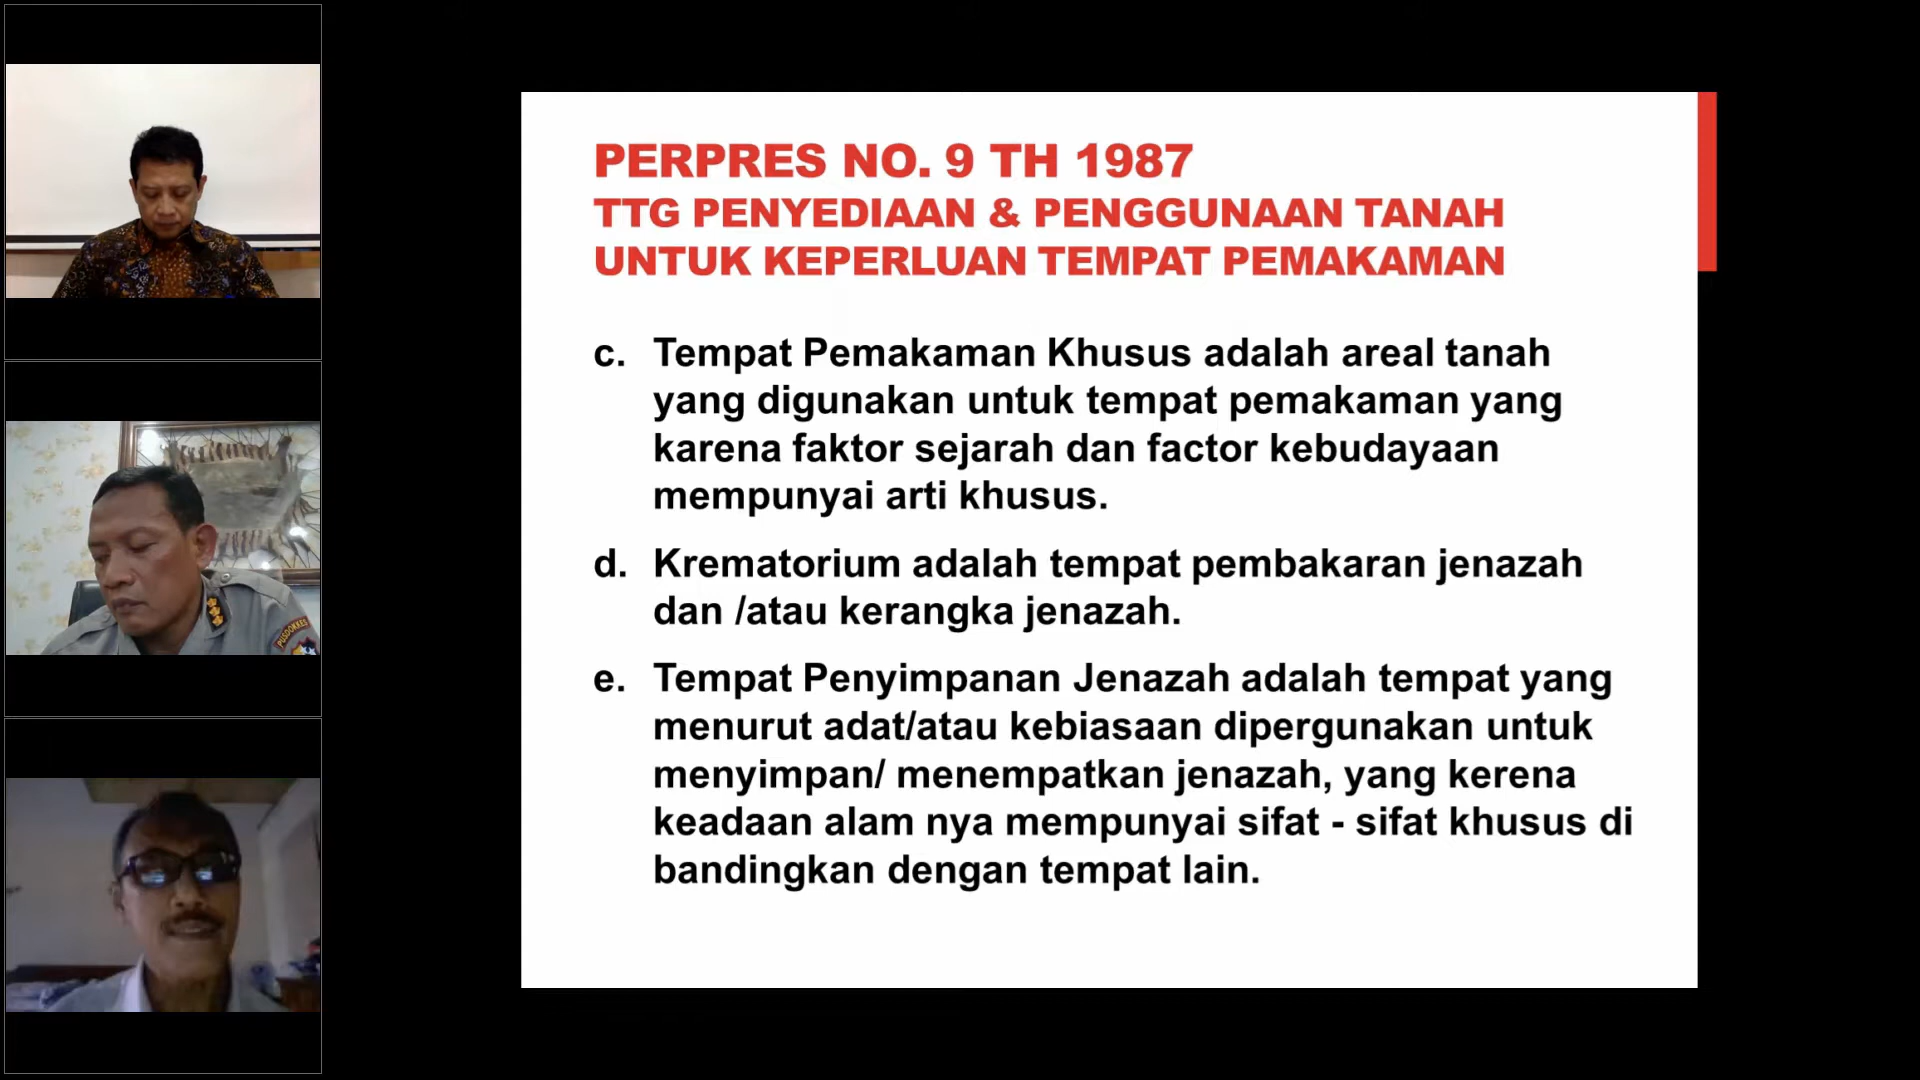 PERPRES NO. 9 TH 1987
TTG PENYEDIAAN & PENGGUNAAN TANAH
UNTUK KEPERLUAN TEMPAT PEMAKAMAN
c. Tempat Pemakaman Khusus adalah areal tanah
yang digunakan untuk tempat pemakaman yang
karena faktor sejarah dan factor kebudayaan
mempunyai arti khusus.
d. Krematorium adalah tempat pembakaran jenazah
dan /atau kerangka jenazah.
e. Tempat Penyimpanan Jenazah adalah tempat yang
menurut adat/atau kebiasaan dipergunakan untuk
menyimpan/ menempatkan jenazah, yang kerena
keadaan alam nya mempunyai sifat - sifat khusus di
bandingkan dengan tempat lain.
PUSDOKKES